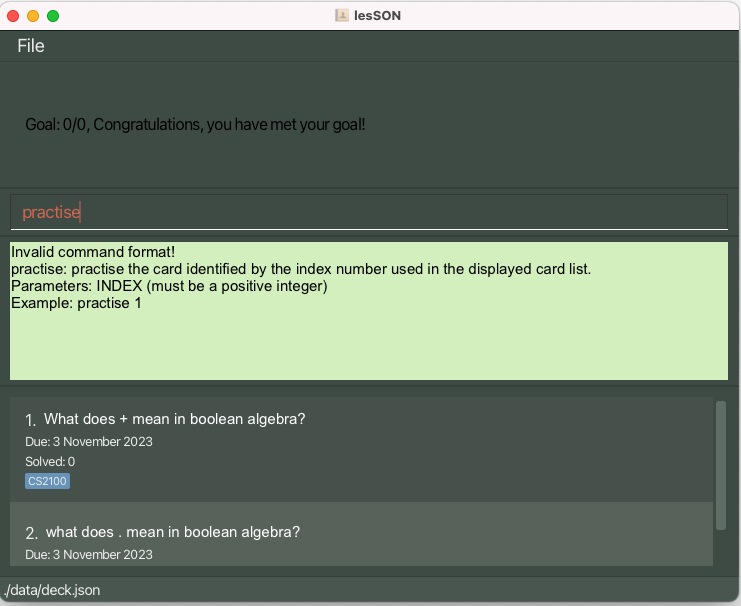 lesSON
File
Goal: 0/0, Congratulations, you have met your goal!
practise
Invalid command format!
practise: practise the card identified by the index number used in the displayed card list.
Parameters: INDEX (must be a positive integer)
Example: practise 1
1. What does + mean in boolean algebra?
Due: 3 November 2023
Solved: 0
CS2100
2. what does . mean in boolean algebra?
Due: 3 November 2023
./data/deck.json